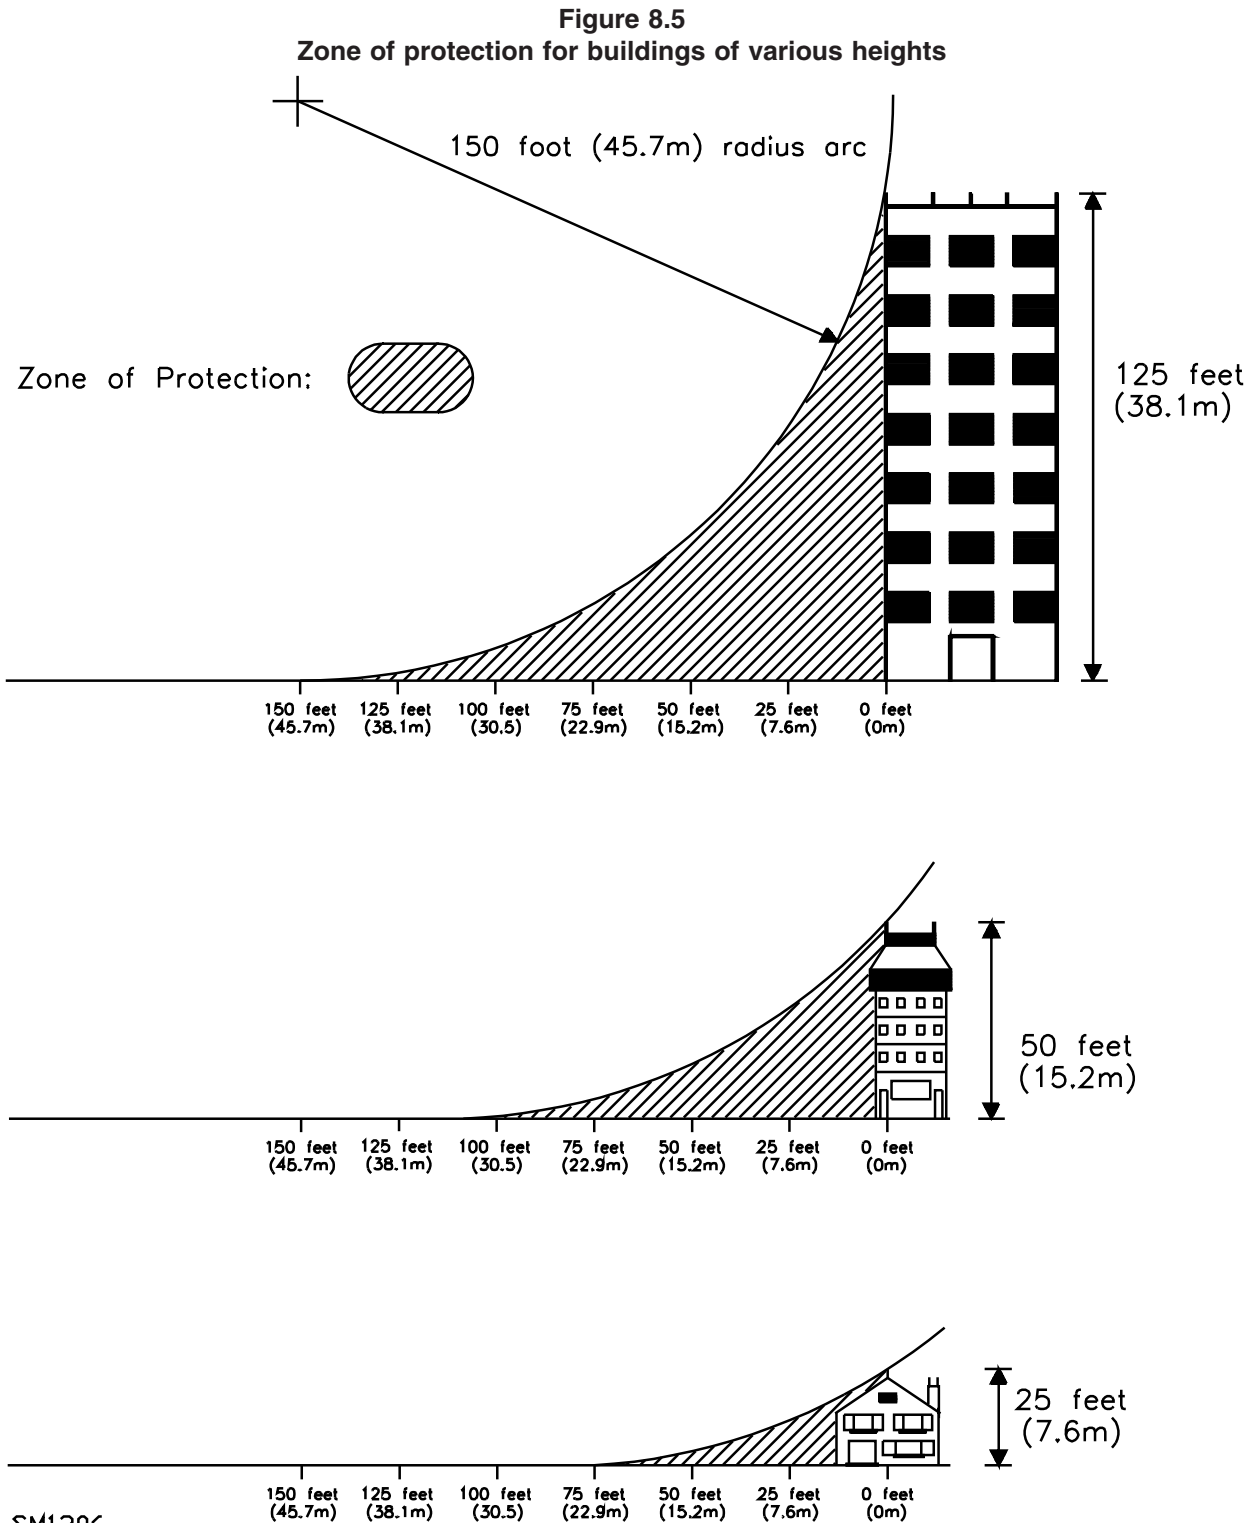 Figure 8.5
Zone of protection for buildings of various heights
150 foot (45.7m) radius arc
Zone of Protection:
125 feet
(38.1m)
150 feet 125 feet 100 feet 75 feet 50 feet 25 feet 0 feet
(45.7m) (38.1m) (30.5) (22.9m) (15.2m) (7.6m) (0m)
50 feet
(15.2m)
150 feet 125 feet 100 feet 75 feet 50 feet 25 feet 0 feet
(45.7m) (38.1m) (30.5) (22.9m) (15.2m) (7.6m) (0m)
25 feet
(7.6m)
150 feet 125 feet 100 feet 75 feet 50 feet 25 feet 0 feet
(45.7m) (38.1m) (30.5) (22.9m) (15.2m) (7.6m) (0m)